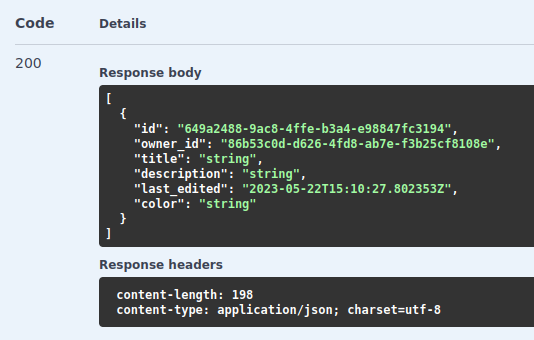 Code Details
200
Response body
[
  {
    "id": "649a2488-9ac8-4ffe-b3a4-e98847fc3194",
    "owner_id": "86b53c0d-d626-4fd8-ab7e-f3b25cf8108e",
    "title": "string",
    "description": "string",
    "last_edited": "2023-05-22T15:10:27.802353Z",
    "color": "string"
  }
]
Response headers
content-length: 198
content-type: application/json; charset=utf-8